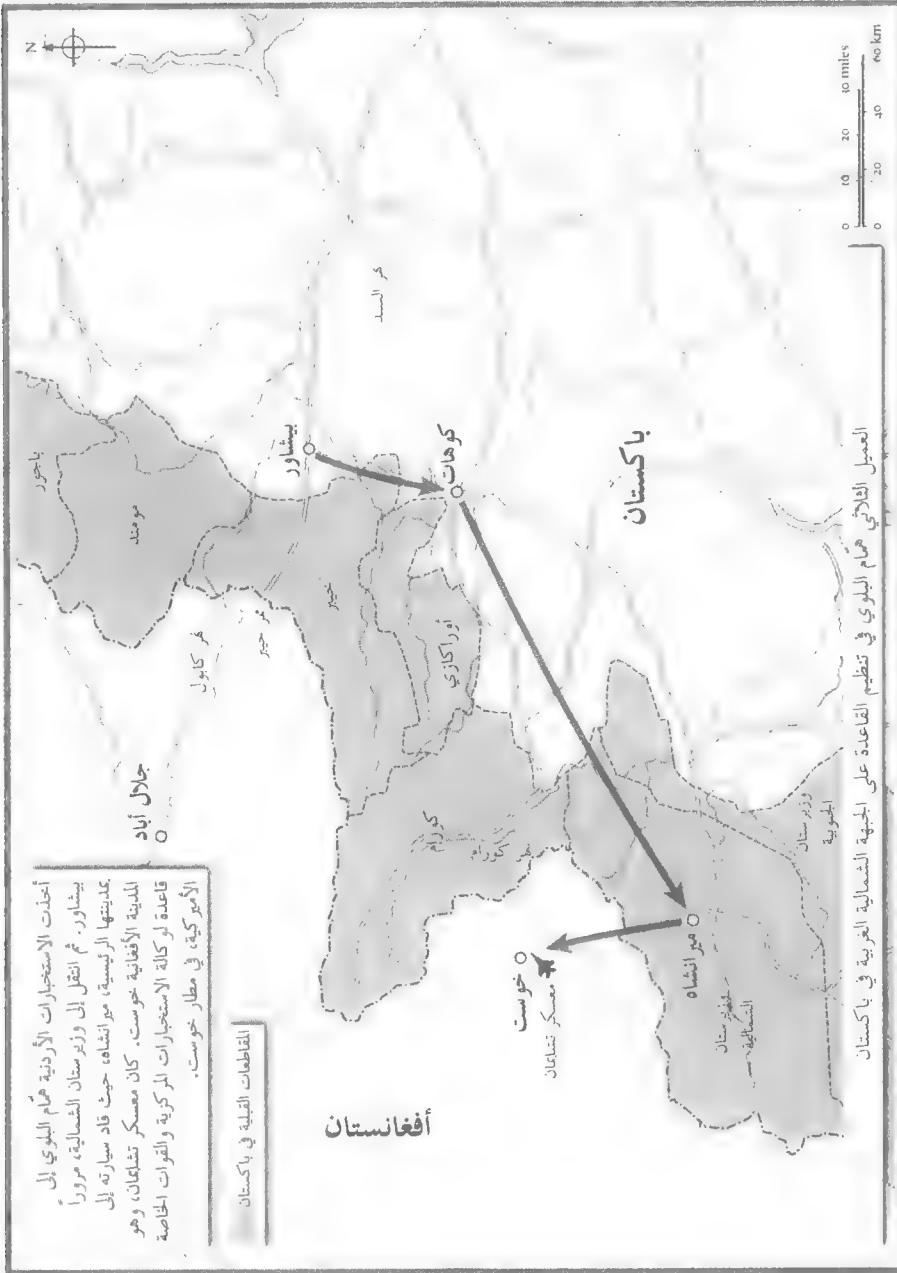 أخذت الاستخبارات الأردنية همّام البلوي إلى
بيشاور. ثم انتقل إلى وزيرستان الشمالية، مروراً
بمدينتها الرئيسية، ميرانشاه، حيث قاد سيارته إلى
المدينة الأفغانية خوست. كان معسكر تشابمان، وهو
قاعدة لوكالة الاستخبارات المركزية والقوات الخاصة
الأميركية، في مطار خوست.
المقاطعات القبلية في باكستان
N
باجور
مومند
جلال أباد
نهر كابول
ممر خيبر
بيشاور
خيبر
نهر السند
كوهات
أوراكازي
كورام
باكستان
أفغانستان
خوست
معسكر تشابمان
ميرانشاه
وزيرستان
الشمالية
وزيرستان
الجنوبية
0 10 20 30 miles
0 20 40 60 km
العميل الثلاثي همّام البلوي في تنظيم القاعدة على الجبهة الشمالية الغربية في باكستان